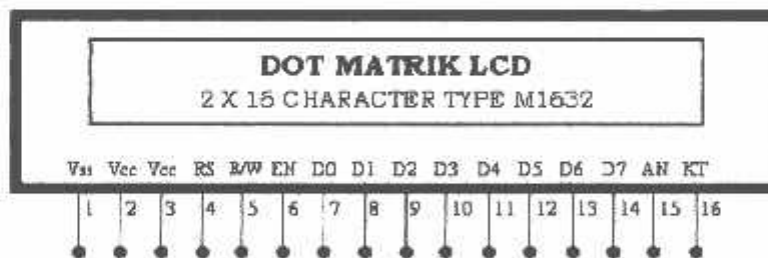 DOT MATRIK LCD
2 X 16 CHARACTER TYPE M1632
Vss Vcc Vcc RS R/W EN D0 D1 D2 D3 D4 D5 D6 D7 AN KT
1 2 3 4 5 6 7 8 9 10 11 12 13 14 15 16